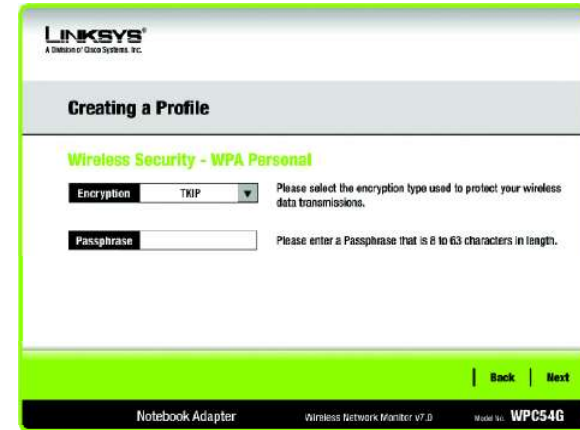 LINKSYS®
A Division of Cisco Systems, Inc.
Creating a Profile
Wireless Security - WPA Personal
Encryption TKIP Please select the encryption type used to protect your wireless
data transmissions.
Passphrase Please enter a Passphrase that is 8 to 63 characters in length.
Back Next
Notebook Adapter Wireless Network Monitor v7.0 Model No. WPC54G